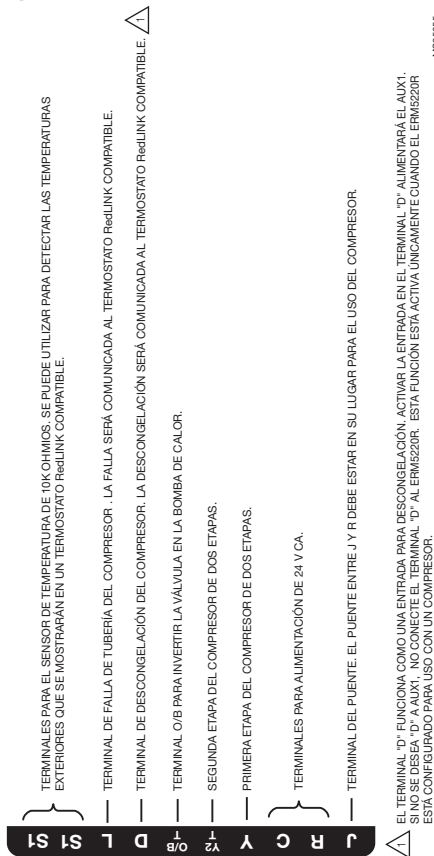 S1 S1 TERMINALES PARA EL SENSOR DE TEMPERATURA DE 10K OHMIOS. SE PUEDE UTILIZAR PARA DETECTAR LAS TEMPERATURAS
EXTERIORES QUE SE MOSTRARÁN EN UN TERMOSTATO RedLINK COMPATIBLE.
L TERMINAL DE FALLA DE TUBERÍA DEL COMPRESOR . LA FALLA SERÁ COMUNICADA AL TERMOSTATO RedLINK COMPATIBLE.
D TERMINAL DE DESCONGELACIÓN DEL COMPRESOR. LA DESCONGELACIÓN SERÁ COMUNICADA AL TERMOSTATO RedLINK COMPATIBLE. 1
O/B T TERMINAL O/B PARA INVERTIR LA VÁLVULA EN LA BOMBA DE CALOR.
Y2 T SEGUNDA ETAPA DEL COMPRESOR DE DOS ETAPAS.
Y PRIMERA ETAPA DEL COMPRESOR DE DOS ETAPAS.
C R TERMINALES PARA ALIMENTACIÓN DE 24 V CA.
J TERMINAL DEL PUENTE. EL PUENTE ENTRE J Y R DEBE ESTAR EN SU LUGAR PARA EL USO DEL COMPRESOR.
1 EL TERMINAL "D" FUNCIONA COMO UNA ENTRADA PARA DESCONGELACIÓN. ACTIVAR LA ENTRADA EN EL TERMINAL "D" ALIMENTARÁ EL AUX1.
SI NO SE DESEA "D" A AUX1, NO CONECTE EL TERMINAL "D" AL ERM5220R. ESTA FUNCIÓN ESTÁ ACTIVA ÚNICAMENTE CUANDO EL ERM5220R
ESTÁ CONFIGURADO PARA USO CON UN COMPRESOR.